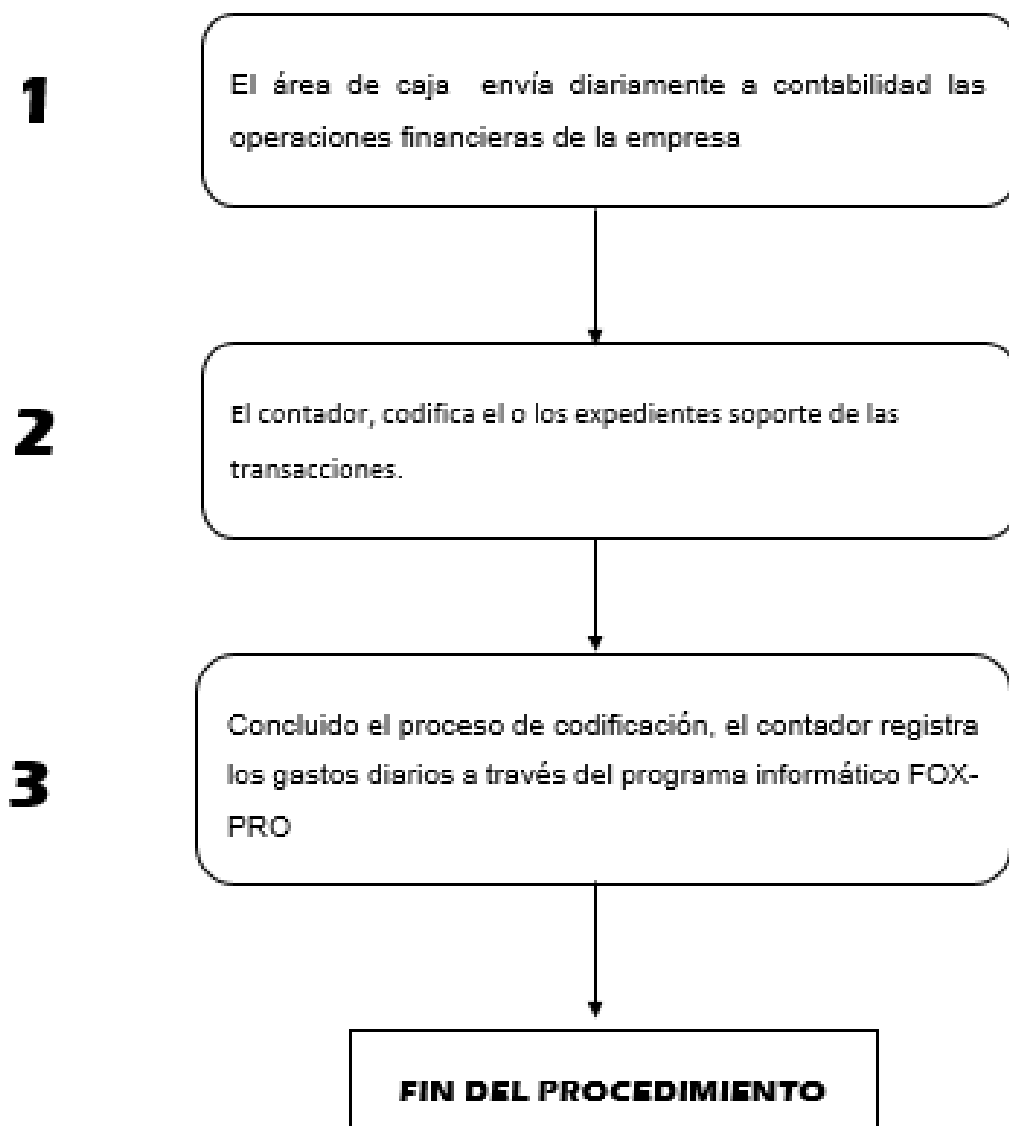 1
El área de caja envía diariamente a contabilidad las
operaciones financieras de la empresa
2
El contador, codifica el o los expedientes soporte de las
transacciones.
3
Concluido el proceso de codificación, el contador registra
los gastos diarios a través del programa informático FOX-
PRO
FIN DEL PROCEDIMIENTO